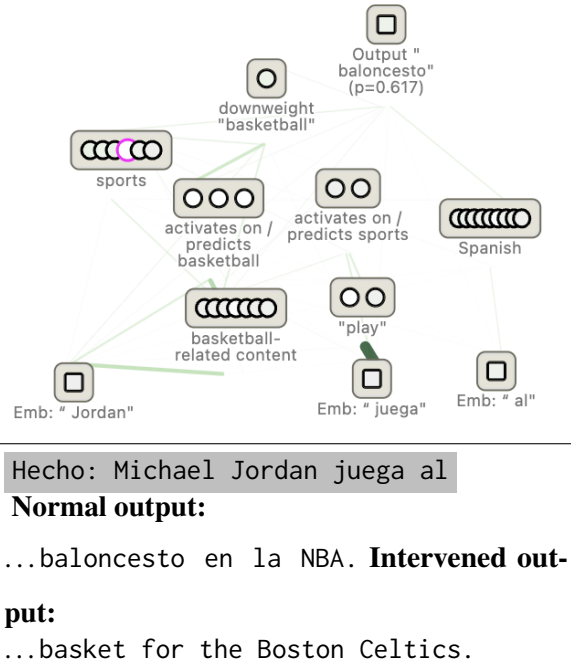 Output "
baloncesto"
(p=0.617)
downweight
"basketball"
sports
activates on /
predicts
basketball
activates on /
predicts sports
Spanish
basketball-
related content
"play"
Emb: “ Jordan"
Emb: “ juega"
Emb: “ al"
Hecho: Michael Jordan juega al
Normal output:
...baloncesto en la NBA. Intervened out-
put:
...basket for the Boston Celtics.